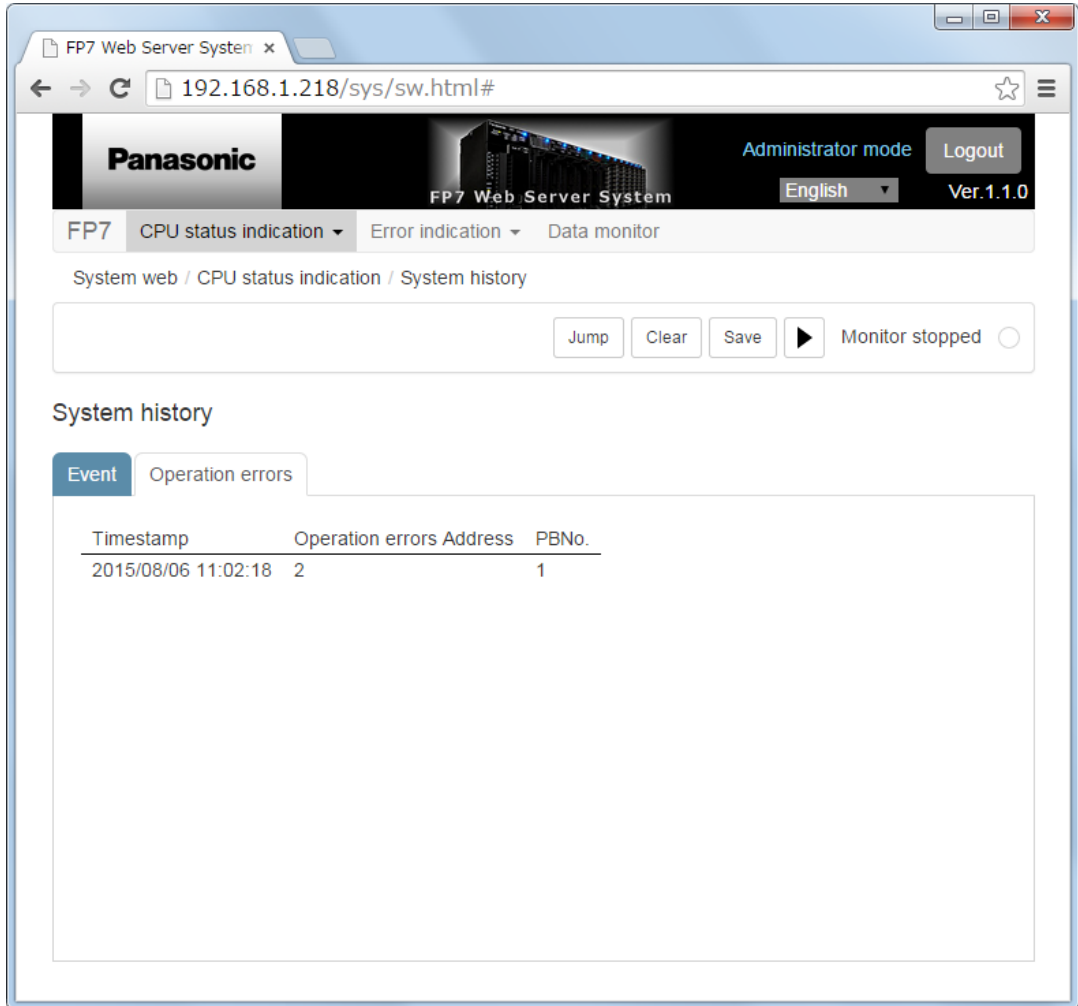 FP7 Web Server System
192.168.1.218/sys/sw.html#
Panasonic
FP7 Web Server System
Administrator mode
Logout
English
Ver.1.1.0
FP7 CPU status indication Error indication Data monitor
System web / CPU status indication / System history
Jump Clear Save Monitor stopped
System history
Event Operation errors
Timestamp Operation errors Address PBNo.
2015/08/06 11:02:18 2 1